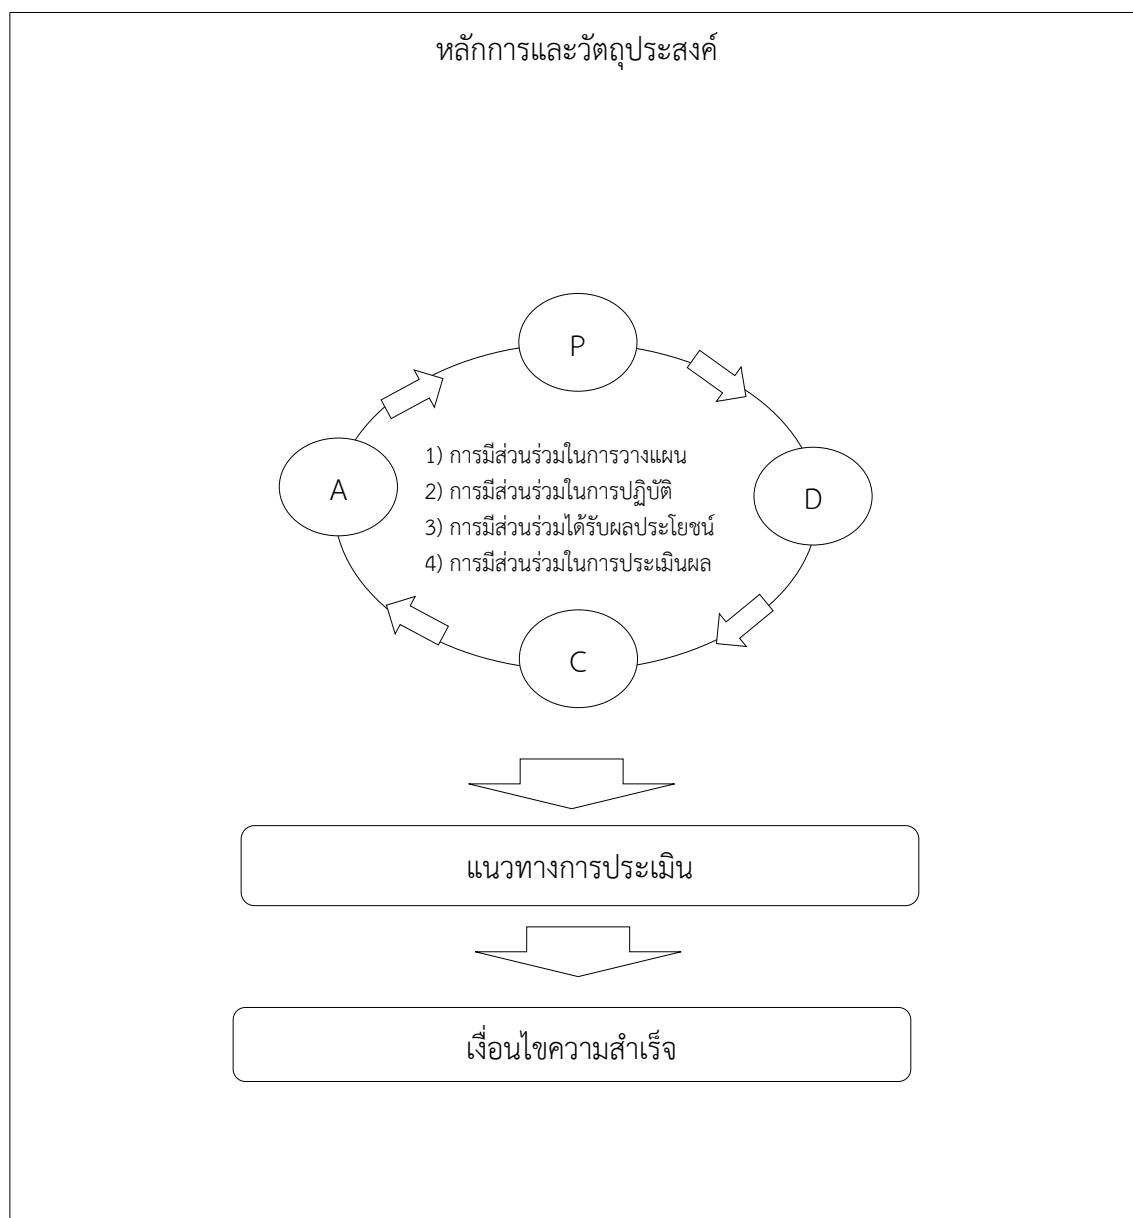 หลักการและวัตถุประสงค์
P
1) การมีส่วนร่วมในการวางแผน
A
2) การมีส่วนร่วมในการปฏิบัติ
D
3) การมีส่วนร่วมได้รับผลประโยชน์
4) การมีส่วนร่วมในการประเมินผล
C
แนวทางการประเมิน
เงื่อนไขความสำเร็จ